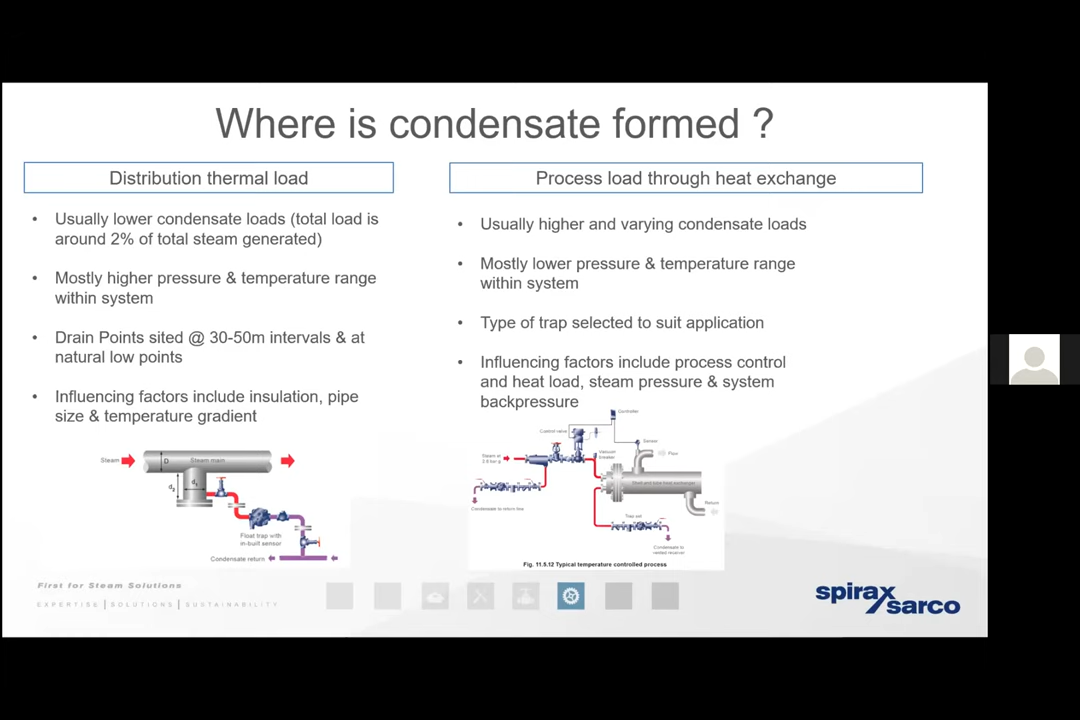 Where is condensate formed ?
Distribution thermal load
• Usually lower condensate loads (total load is
around 2% of total steam generated)
• Mostly higher pressure & temperature range
within system
• Drain Points sited @ 30-50m intervals & at
natural low points
• Influencing factors include insulation, pipe
size & temperature gradient
Steam
D
Steam main
d₁
d₂
Float trap with
in-built sensor
Condensate return
Process load through heat exchange
• Usually higher and varying condensate loads
• Mostly lower pressure & temperature range
within system
• Type of trap selected to suit application
• Influencing factors include process control
and heat load, steam pressure & system
backpressure
Controller
Control valve
Sensor
Steam at
Vacuum
breaker
Flow
Shell and tube heat exchanger
Return
Condensate to return line
Trap set
Condensate to
vented receiver
Fig. 11.5.12 Typical temperature controlled process
First for Steam Solutions
EXPERTISE | SOLUTIONS | SUSTAINABILITY
spirax
sarco